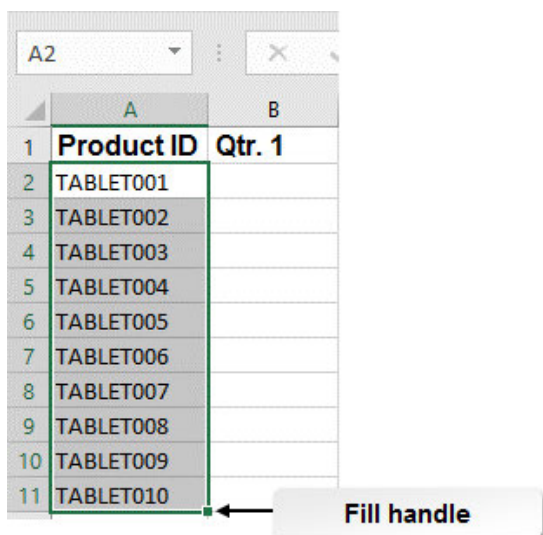 A2
A B
1 Product ID Qtr. 1
2 TABLET001
3 TABLET002
4 TABLET003
5 TABLET004
6 TABLET005
7 TABLET006
8 TABLET007
9 TABLET008
10 TABLET009
11 TABLET010
Fill handle